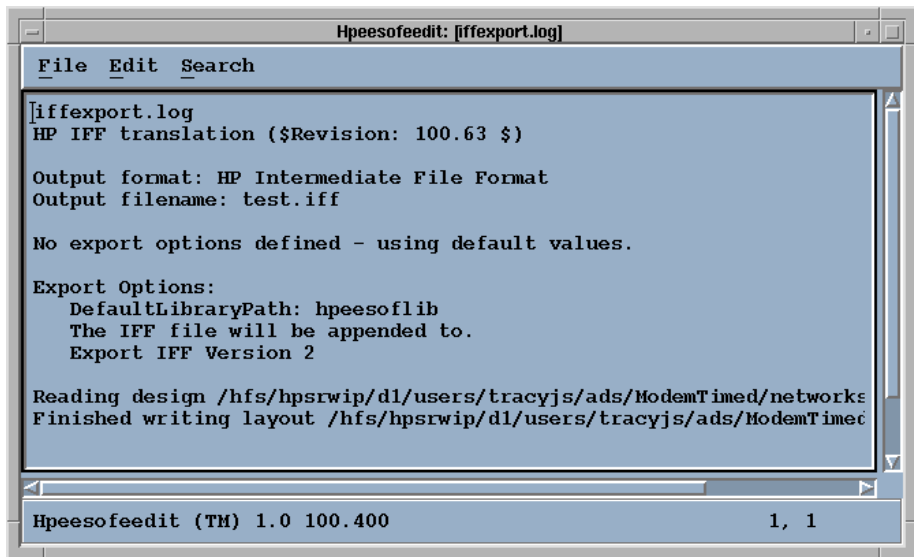 Hpeesofeedit: [iffexport.log]
File Edit Search
iffexport.log
HP IFF translation ($Revision: 100.63 $)
Output format: HP Intermediate File Format
Output filename: test.iff
No export options defined - using default values.
Export Options:
DefaultLibraryPath: hpeesoflib
The IFF file will be appended to.
Export IFF Version 2
Reading design /hfs/hpsrwip/d1/users/tracyjs/ads/ModemTimed/networks
Finished writing layout /hfs/hpsrwip/d1/users/tracyjs/ads/ModemTimed
Hpeesofeedit (TM) 1.0 100.400 1, 1